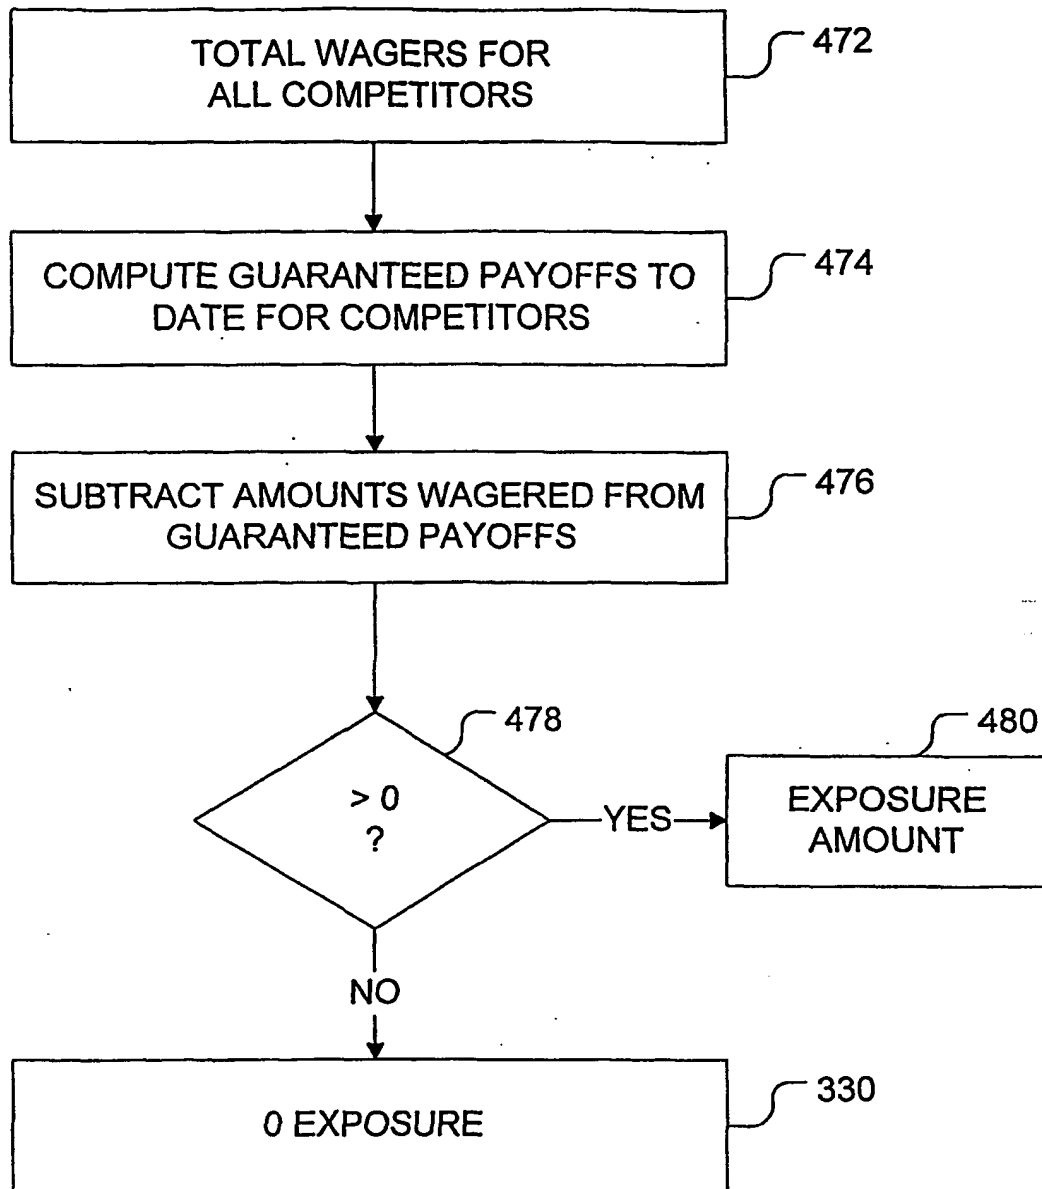 TOTAL WAGERS FOR
ALL COMPETITORS
472
COMPUTE GUARANTEED PAYOFFS TO
DATE FOR COMPETITORS
474
SUBTRACT AMOUNTS WAGERED FROM
GUARANTEED PAYOFFS
476
> 0
?
478
YES
EXPOSURE
AMOUNT
480
NO
0 EXPOSURE
330